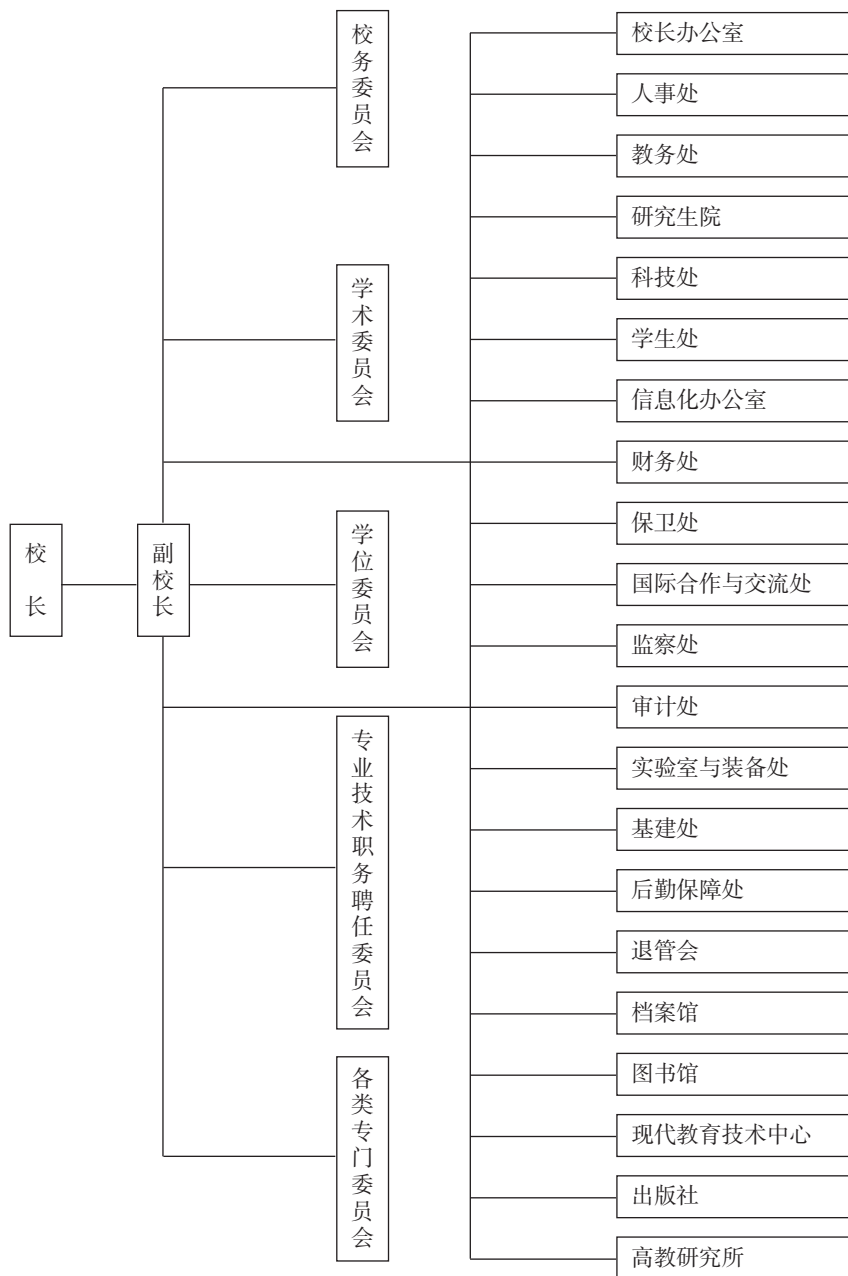 校长
副校长
校务委员会
学术委员会
学位委员会
专业技术职务聘任委员会
各类专门委员会
校长办公室
人事处
教务处
研究生院
科技处
学生处
信息化办公室
财务处
保卫处
国际合作与交流处
监察处
审计处
实验室与装备处
基建处
后勤保障处
退管会
档案馆
图书馆
现代教育技术中心
出版社
高教研究所